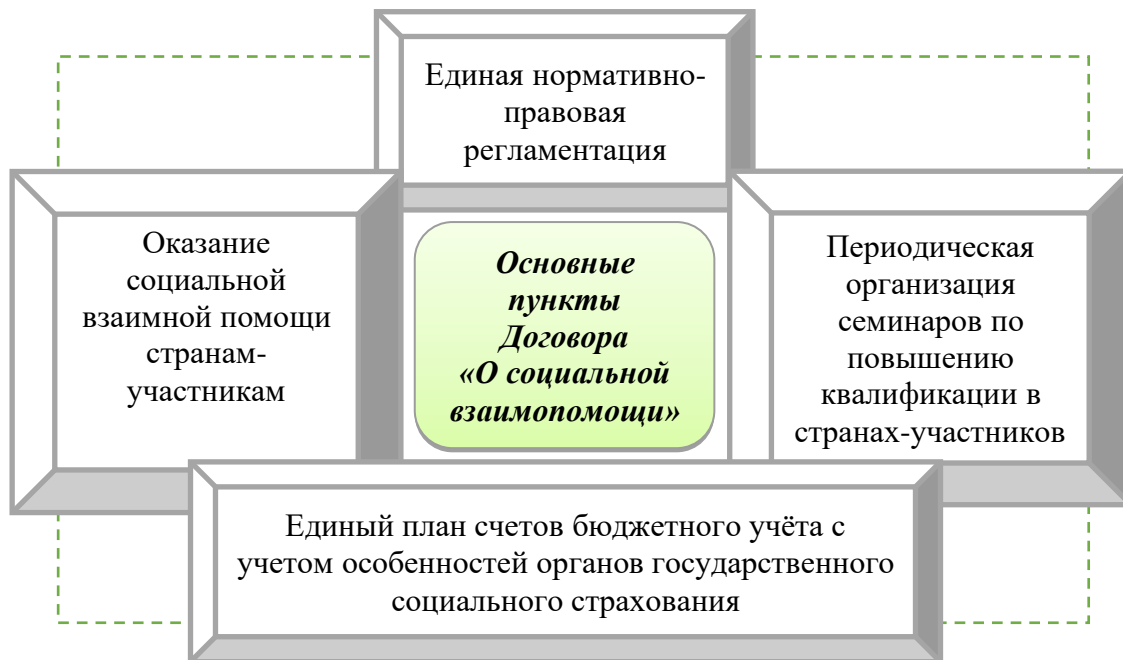 Единая нормативно-
правовая
регламентация
Оказание
социальной
взаимной помощи
странам-
участникам
Основные
пункты
Договора
«О социальной
взаимопомощи»
Периодическая
организация
семинаров по
повышению
квалификации в
странах-участников
Единый план счетов бюджетного учёта с
учетом особенностей органов государственного
социального страхования